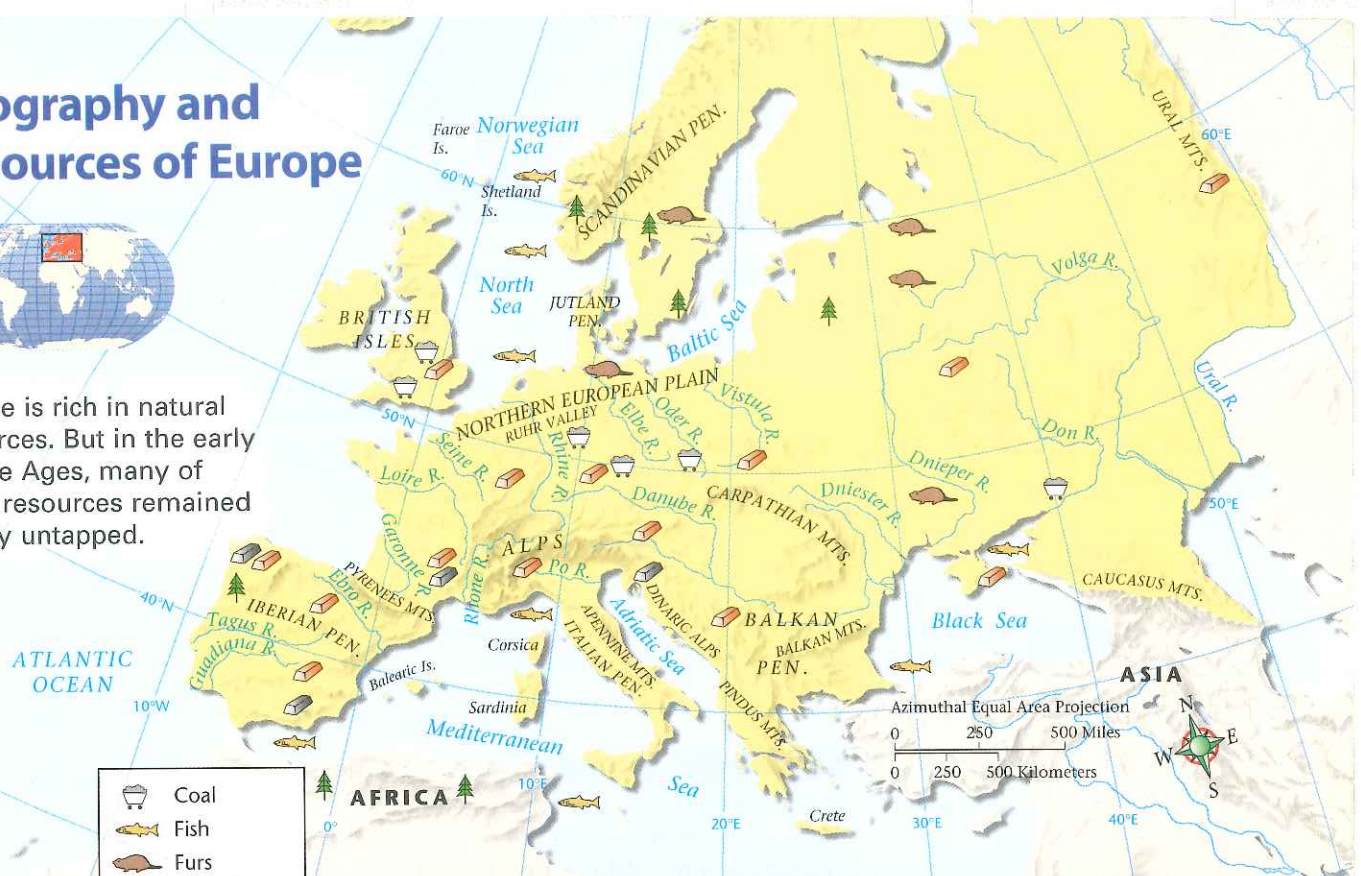 ography and
ources of Europe
e is rich in natural
rces. But in the early
e Ages, many of
resources remained
y untapped.
Faroe
Is.
Norwegian
Sea
60°N
Shetland
Is.
SCANDINAVIAN PEN.
URAL MTS.
60°E
North
Sea
JUTLAND
PEN.
Baltic Sea
Volga R.
BRITISH
ISLES
50°N
NORTHERN EUROPEAN PLAIN
RUHR VALLEY
Elbe R.
Oder R.
Vistula R.
Ural R.
Seine R.
Loire R.
Rhine R.
Danube R.
CARPATHIAN MTS.
Dniester R.
Dnieper R.
Don R.
50°E
Garonne R.
ALPS
Po R.
Rhone R.
PYRENEES MTS.
Ebro R.
40°N
IBERIAN PEN.
Tagus R.
Guadiana R.
ATLANTIC
OCEAN
10°W
Balearic Is.
Corsica
Sardinia
APENNINE MTS.
ITALIAN PEN.
Adriatic Sea
DINARIC ALPS
BALKAN
BALKAN MTS.
PEN.
PINDUS MTS.
Black Sea
CAUCASUS MTS.
ASIA
Mediterranean
Sea
Azimuthal Equal Area Projection
0 250 500 Miles
0 250 500 Kilometers
N
E
W
S
AFRICA
0°
10°E
20°E
Crete
30°E
40°E
Coal
Fish
Furs